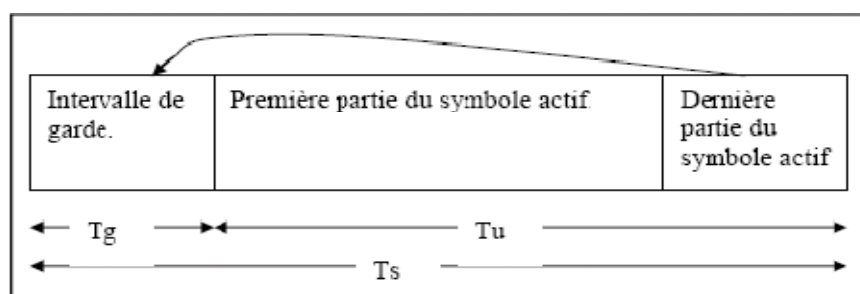 Intervalle de
garde.
Première partie du symbole actif.
Dernière
partie du
symbole actif
Tg
Tu
Ts